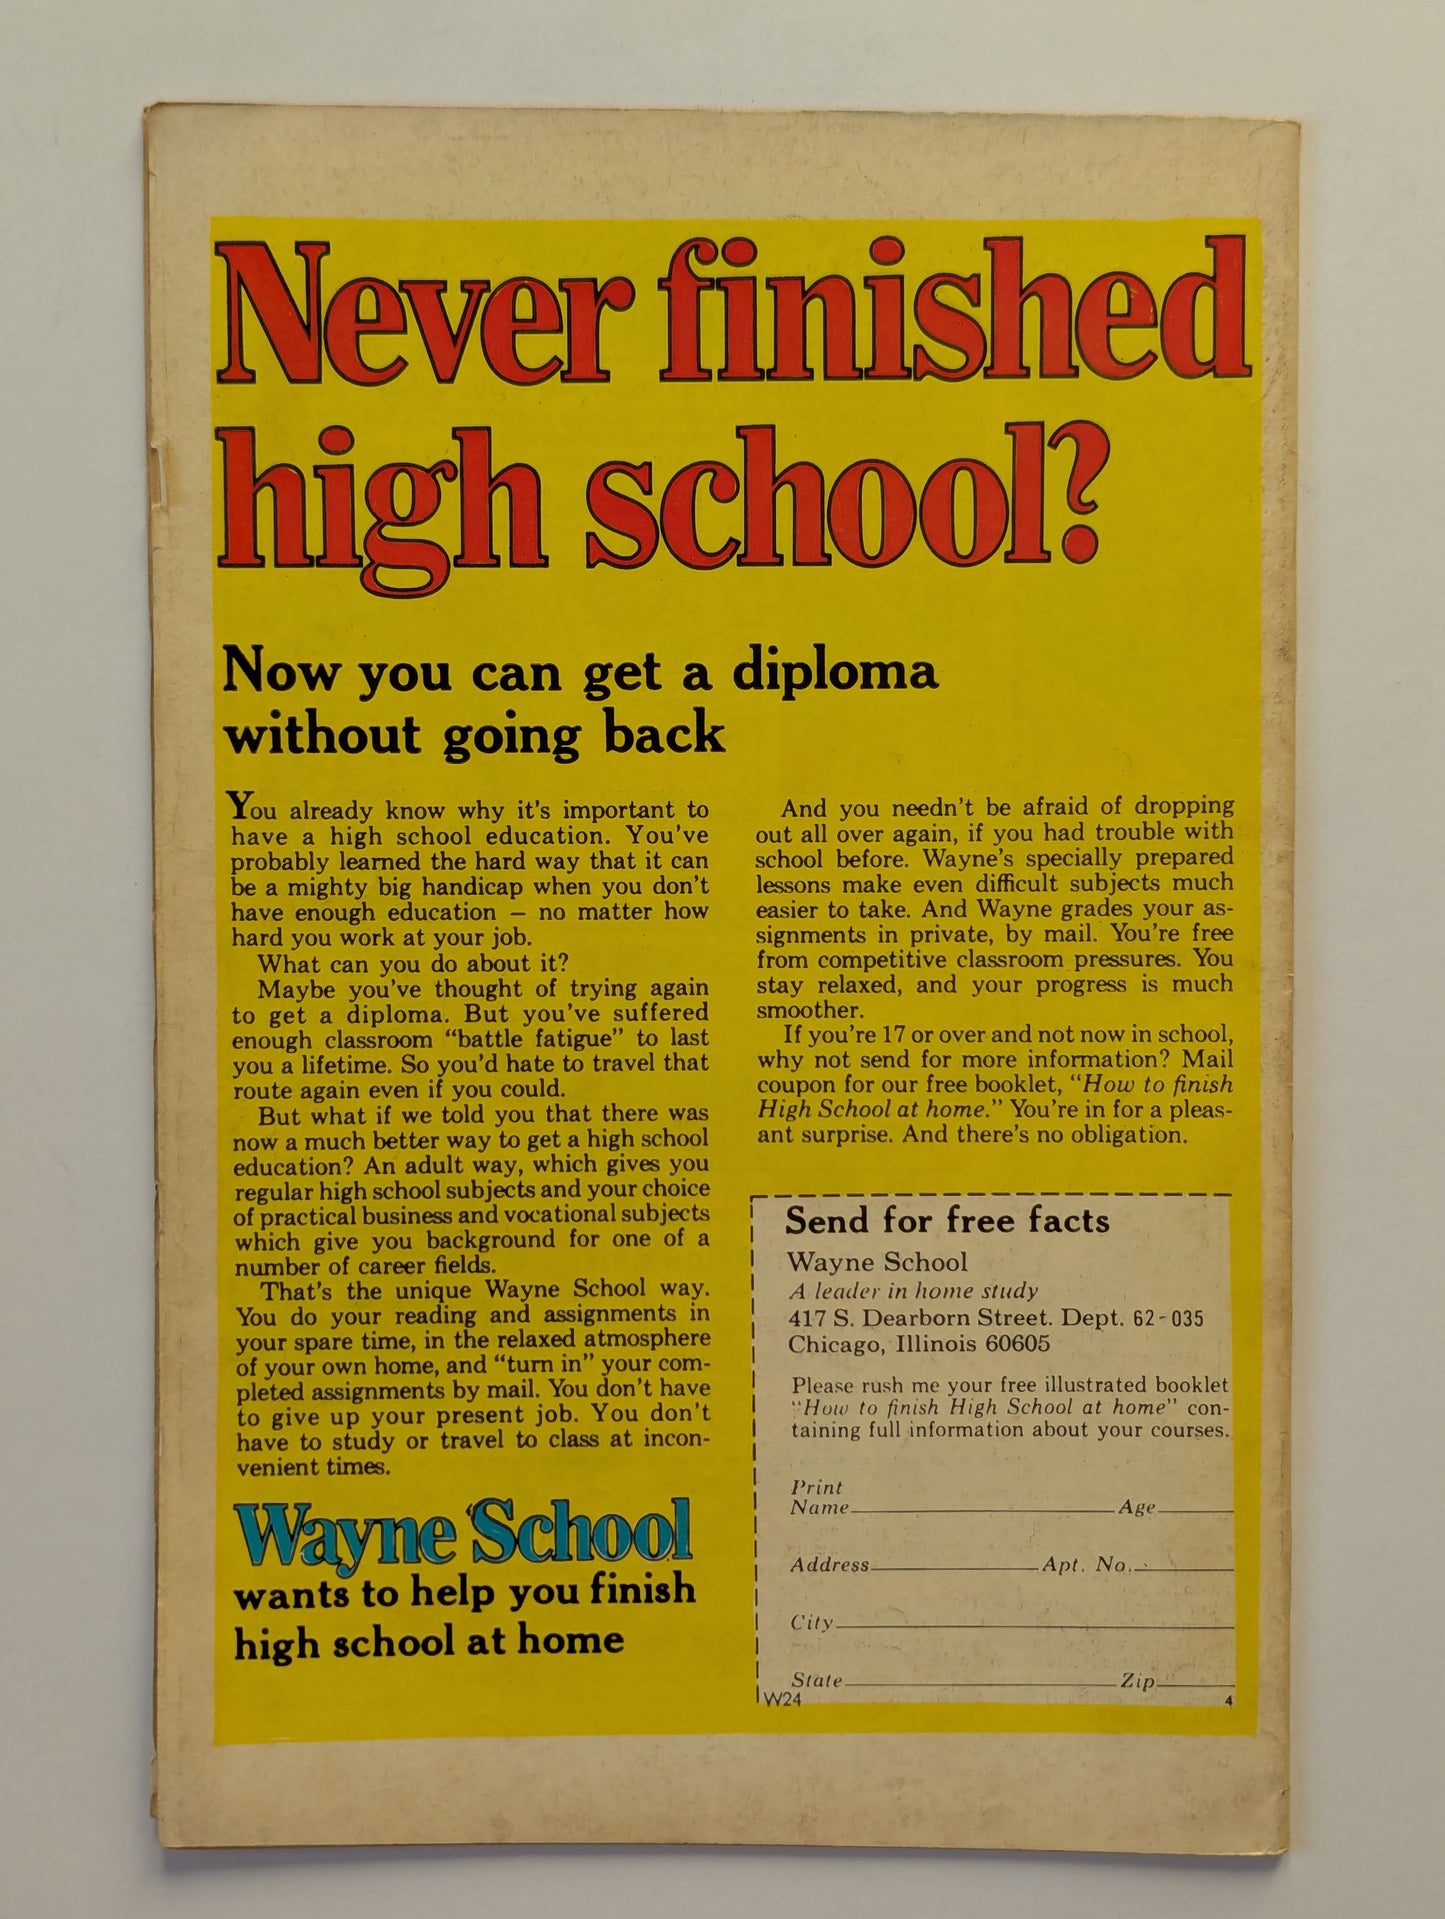 Never finished
high school?
Now you can get a diploma
without going back
You already know why it's important to
have a high school education. You've
probably learned the hard way that it can
be a mighty big handicap when you don't
have enough education — no matter how
hard you work at your job.
What can you do about it?
Maybe you've thought of trying again
to get a diploma. But you've suffered
enough classroom "battle fatigue" to last
you a lifetime. So you'd hate to travel that
route again even if you could.
But what if we told you that there was
now a much better way to get a high school
education? An adult way, which gives you
regular high school subjects and your choice
of practical business and vocational subjects
which give you background for one of a
number of career fields.
That's the unique Wayne School way.
You do your reading and assignments in
your spare time, in the relaxed atmosphere
of your own home, and "turn in" your com-
pleted assignments by mail. You don't have
to give up your present job. You don't
have to study or travel to class at incon-
venient times.
Wayne School
wants to help you finish
high school at home
And you needn't be afraid of dropping
out all over again, if you had trouble with
school before. Wayne's specially prepared
lessons make even difficult subjects much
easier to take. And Wayne grades your as-
signments in private, by mail. You're free
from competitive classroom pressures. You
stay relaxed, and your progress is much
smoother.
If you're 17 or over and not now in school,
why not send for more information? Mail
coupon for our free booklet, "How to finish
High School at home." You're in for a pleas-
ant surprise. And there's no obligation.
Send for free facts
Wayne School
A leader in home study
417 S. Dearborn Street. Dept. 62-035
Chicago, Illinois 60605
Please rush me your free illustrated booklet
"How to finish High School at home" con-
taining full information about your courses.
Print
Name Age
Address Apt. No.
City
State Zip
W24 4